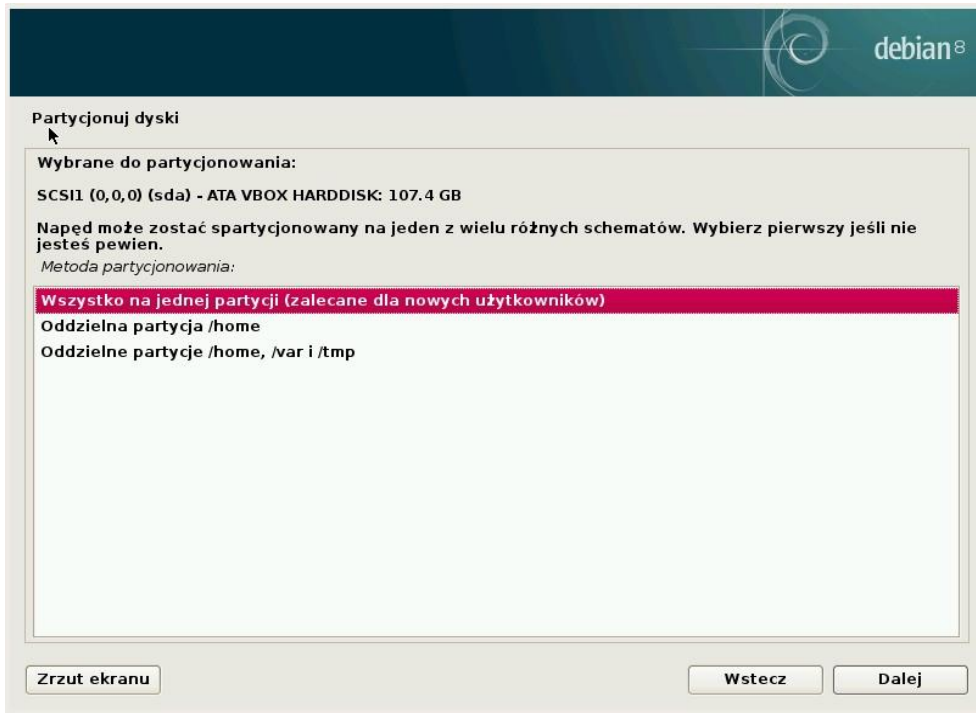 debian 8
Partycjonuj dyski
Wybrane do partycjonowania:
SCSI1 (0,0,0) (sda) - ATA VBOX HARDDISK: 107.4 GB
Napęd może zostać spartycjonowany na jeden z wielu różnych schematów. Wybierz pierwszy jeśli nie
jesteś pewien.
Metoda partycjonowania:
Wszystko na jednej partycji (zalecane dla nowych użytkowników)
Oddzielna partycja /home
Oddzielne partycje /home, /var i /tmp
Zrzut ekranu
Wstecz
Dalej